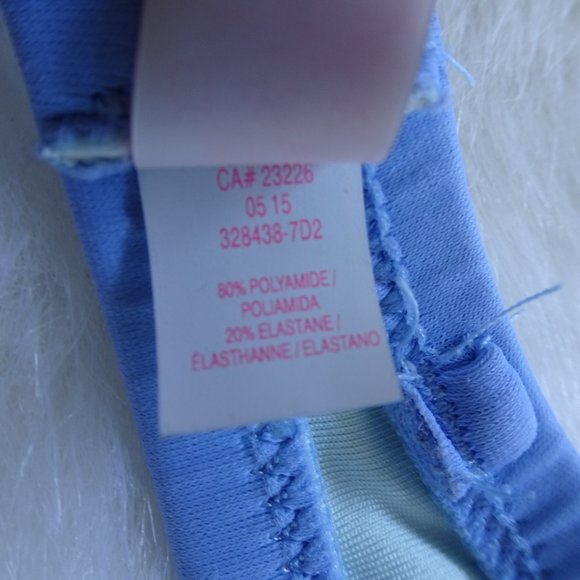 CA# 23226
05 15
328438-7D2
80% POLYAMIDE /
POLIAMIDA
20% ELASTANE /
ÉLASTHANNE / ELASTANO